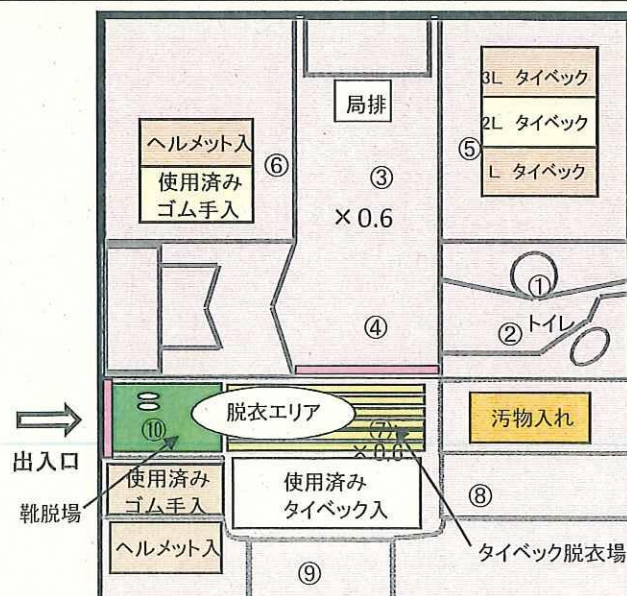 局排
3L タイベック
2L タイベック
L タイベック
⑤
ヘルメット入
使用済み
ゴム手入
⑥
③
×0.6
①
②
トイレ
④
脱衣エリア
⑩
(7)
×0.6
汚物入れ
出入口
靴脱場
使用済み
ゴム手入
ヘルメット入
使用済み
タイベック入
⑧
タイベック脱衣場
⑨